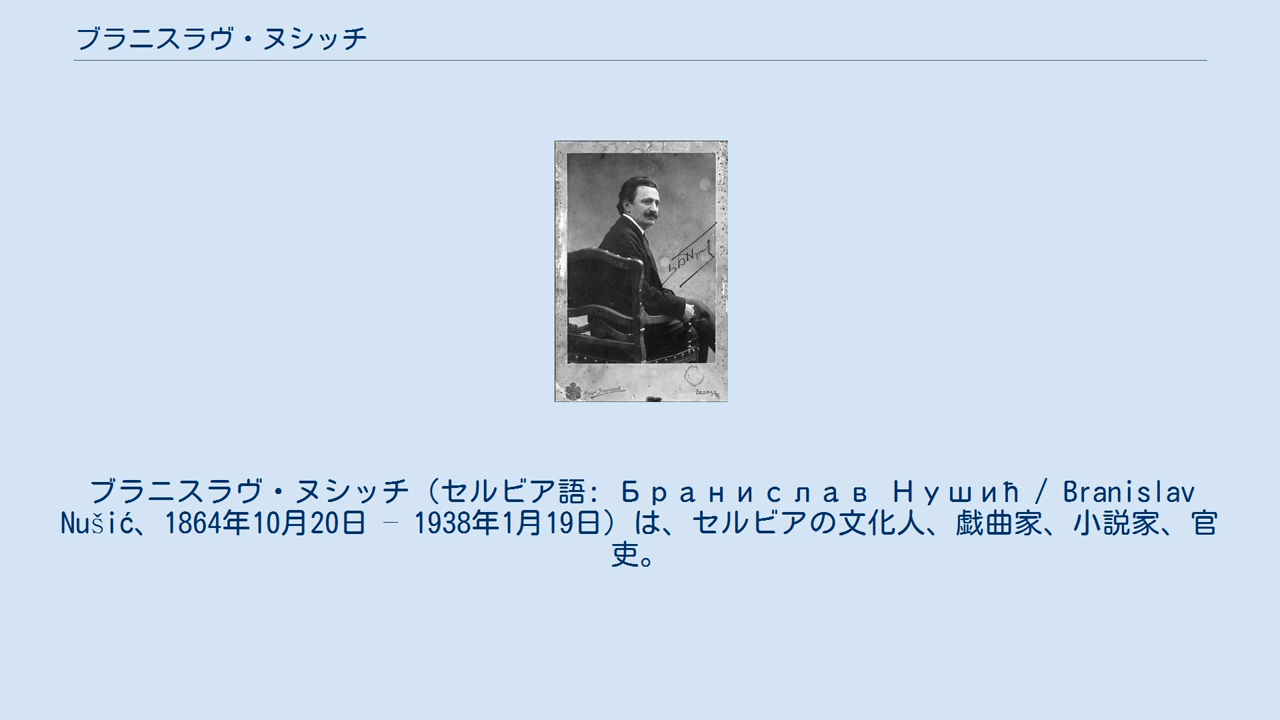 ブラニスラヴ・ヌシッチ
ブラニスラヴ・ヌシッチ（セルビア語: Бранислав Нушић / Branislav
Nušić、1864年10月20日 – 1938年1月19日）は、セルビアの文化人、戯曲家、小説家、官
吏。